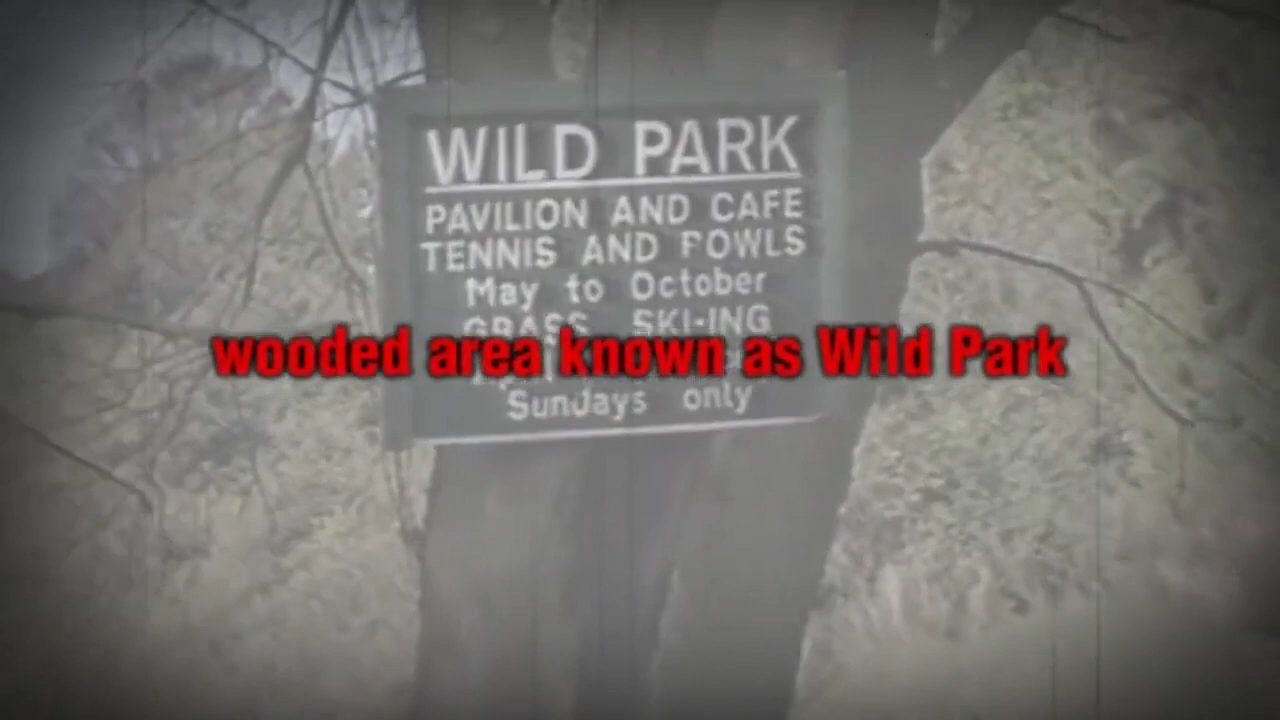 WILD PARK
PAVILION AND CAFE
TENNIS AND BOWLS
May to October
GRASS SKI-ING
wooded area known as Wild Park
Sundays only